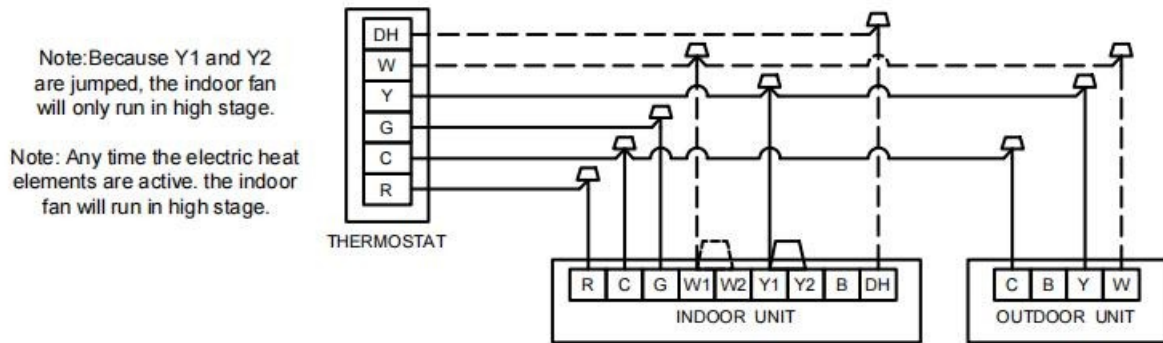 Note:Because Y1 and Y2
are jumped, the indoor fan
will only run in high stage.
Note: Any time the electric heat
elements are active. the indoor
fan will run in high stage.
DH
W
Y
G
C
R
THERMOSTAT
R C G W1 W2 Y1 Y2 B DH
INDOOR UNIT
C B Y W
OUTDOOR UNIT